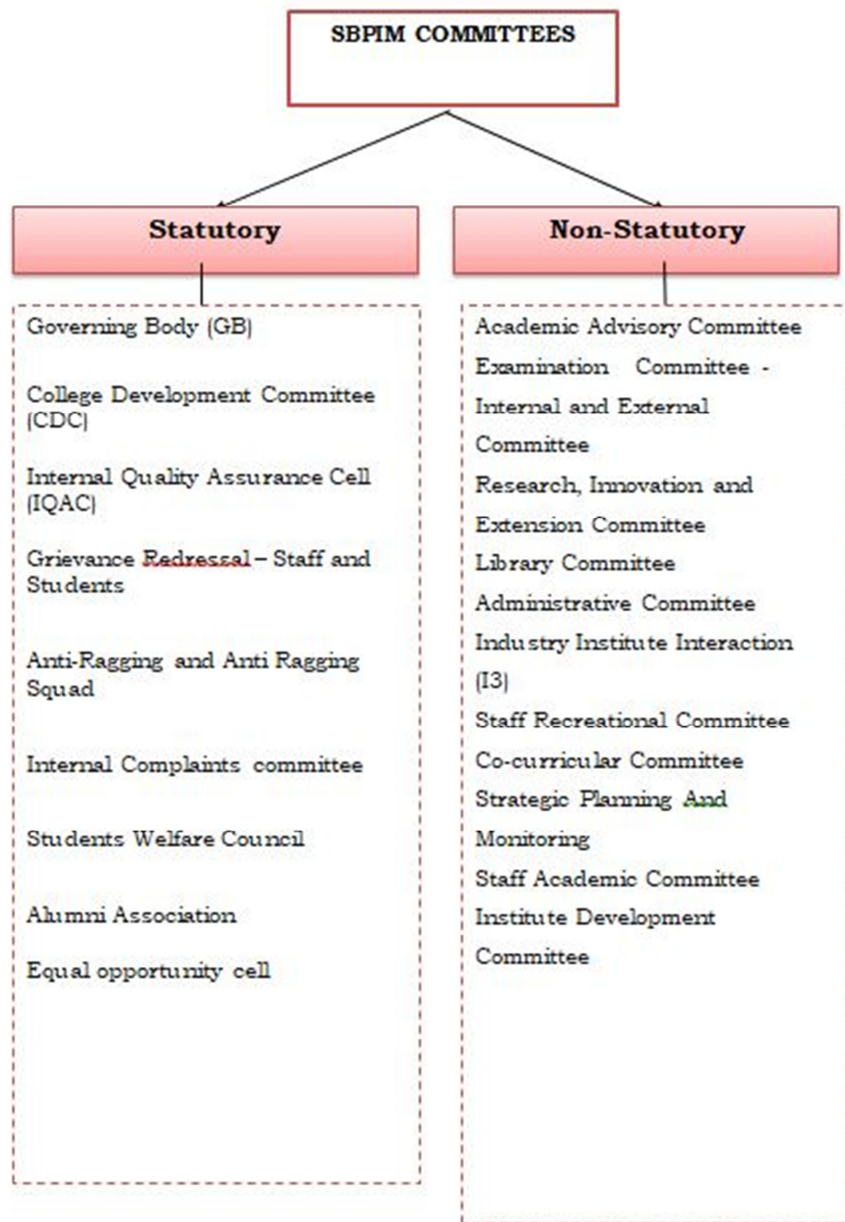 SBPIM COMMITTEES
Statutory
Governing Body (GB)
College Development Committee
(CDC)
Internal Quality Assurance Cell
(IQAC)
Grievance Redressal – Staff and
Students
Anti-Ragging and Anti Ragging
Squad
Internal Complaints committee
Students Welfare Council
Alumni Association
Equal opportunity cell
Non-Statutory
Academic Advisory Committee
Examination Committee -
Internal and External
Committee
Research, Innovation and
Extension Committee
Library Committee
Administrative Committee
Industry Institute Interaction
(I3)
Staff Recreational Committee
Co-curricular Committee
Strategic Planning And
Monitoring
Staff Academic Committee
Institute Development
Committee